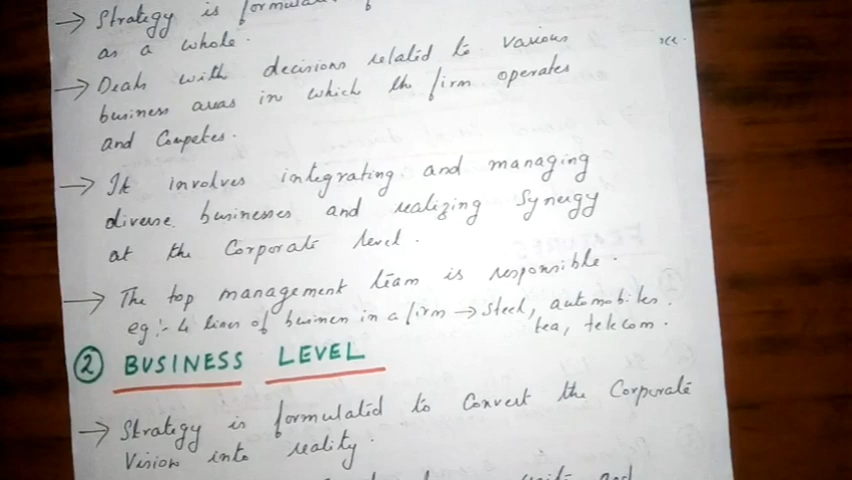 → Strategy is
as a whole.
→ Deals with decisions related to various
business areas in which the firm operates
and Competes.
→ It involves integrating and managing
diverse businesses and realizing Synergy
at the Corporate level.
→ The top management team is responsible.
eg:- 4 lines of business in a firm → Steel, automobiles,
tea, telecom.
② BUSINESS LEVEL
→ Strategy is formulated to Convert the Corporate
Vision into reality.
and